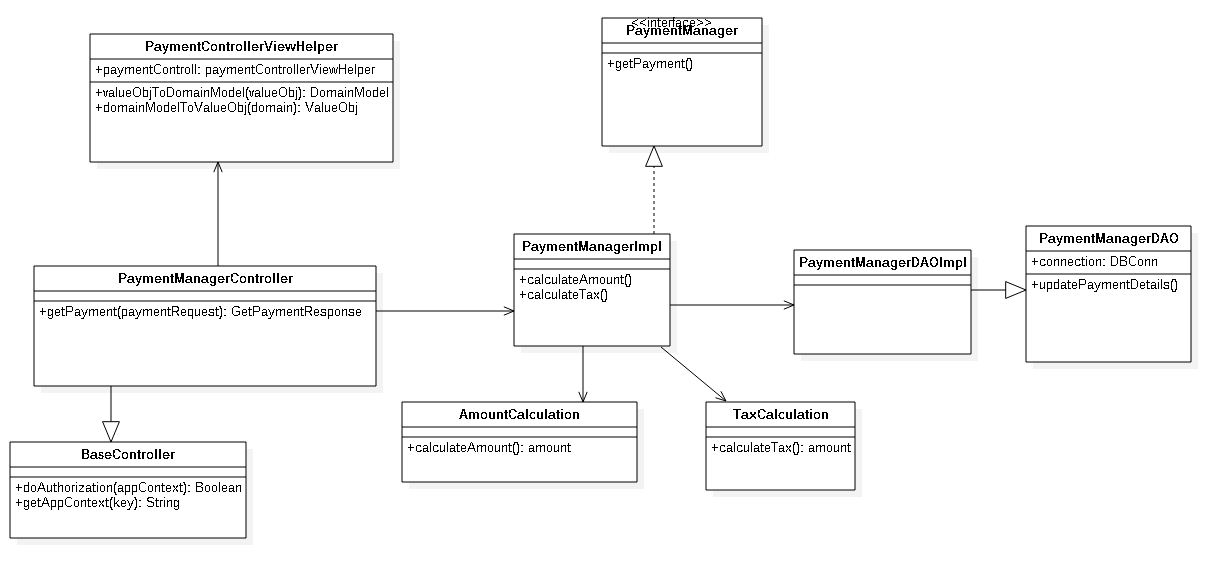 PaymentControllerViewHelper
+paymentControll: paymentControllerViewHelper
+valueObjToDomainModel(valueObj): DomainModel
+domainModelToValueObj(domain): ValueObj
<<interface>>
PaymentManager
+getPayment()
PaymentManagerController
+getPayment(paymentRequest): GetPaymentResponse
PaymentManagerImpl
+calculateAmount()
+calculateTax()
PaymentManagerDAOImpl
PaymentManagerDAO
+connection: DBConn
+updatePaymentDetails()
BaseController
+doAuthorization(appContext): Boolean
+getAppContext(key): String
AmountCalculation
+calculateAmount(): amount
TaxCalculation
+calculateTax(): amount